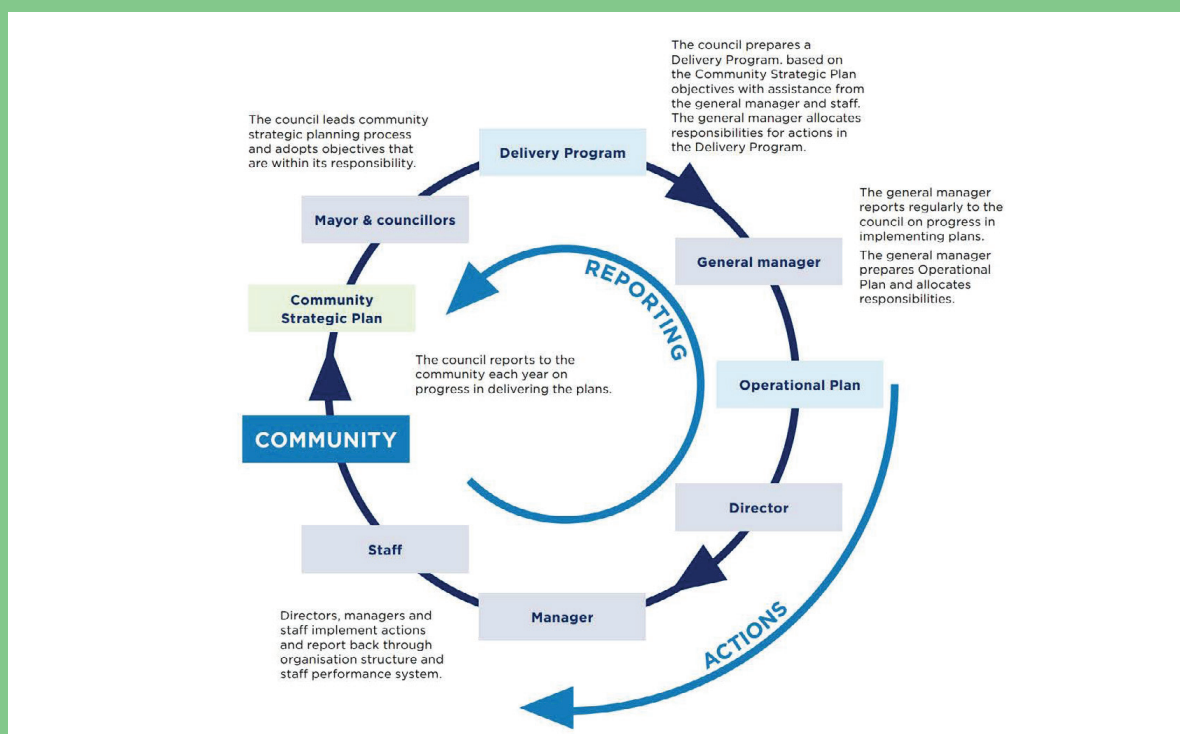 The council prepares a
Delivery Program. based on
the Community Strategic Plan
objectives with assistance from
the general manager and staff.
The general manager allocates
responsibilities for actions in
the Delivery Program.
The council leads community
strategic planning process
and adopts objectives that
are within its responsibility.
Delivery Program
Mayor & councillors
The general manager
reports regularly to the
council on progress in
implementing plans.
The general manager
prepares Operational
Plan and allocates
responsibilities.
General manager
REPORTING
Community
Strategic Plan
The council reports to the
community each year on
progress in delivering the plans.
Operational Plan
COMMUNITY
Director
Staff
Manager
Directors, managers and
staff implement actions
and report back through
organisation structure and
staff performance system.
ACTIONS